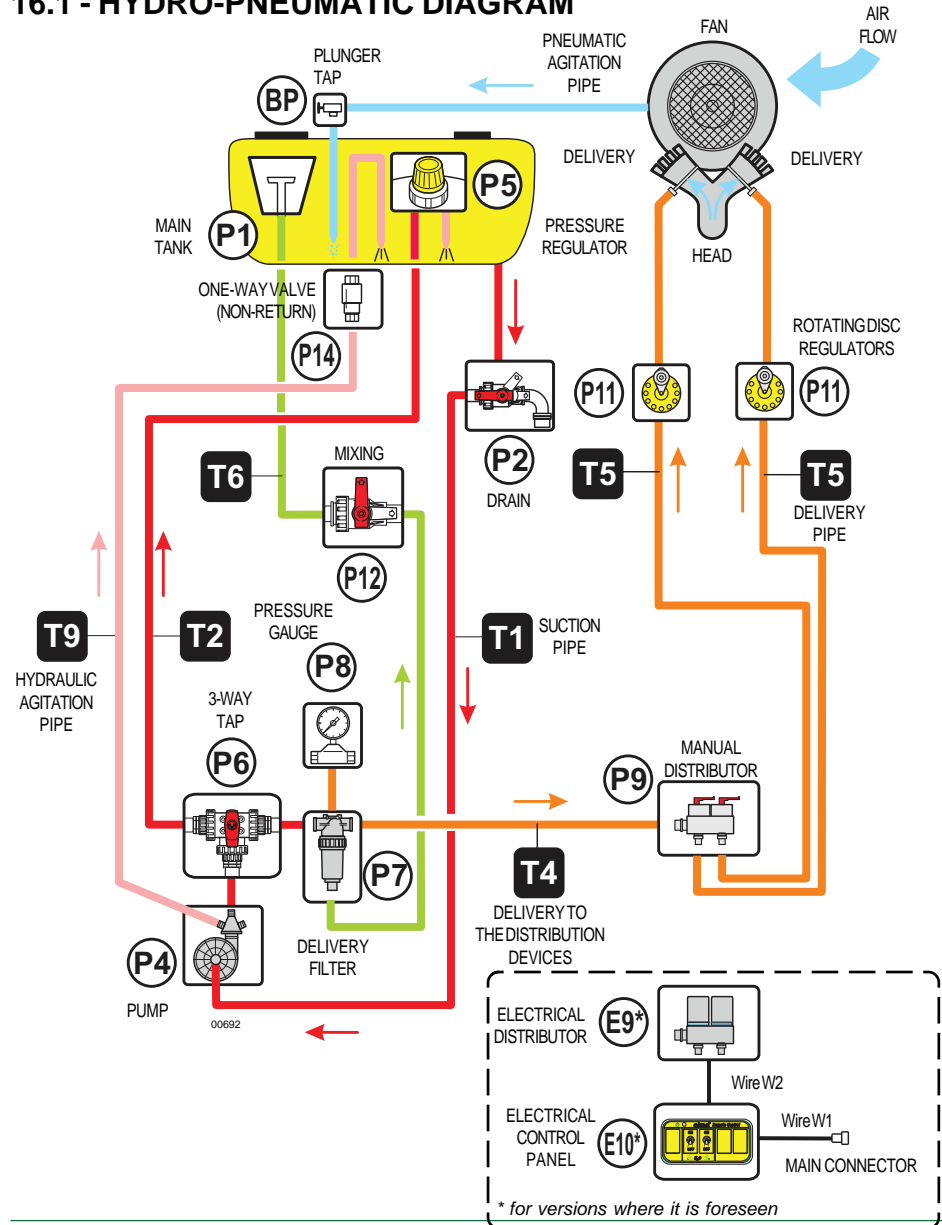 16.1 - HYDRO-PNEUMATIC DIAGRAM
AIR
FLOW
FAN
PNEUMATIC
AGITATION
PIPE
PLUNGER
TAP
BP
DELIVERY
DELIVERY
P5
MAIN
TANK
P1
PRESSURE
REGULATOR
HEAD
ONE-WAY VALVE
(NON-RETURN)
P14
ROTATING DISC
REGULATORS
P11
P11
P2
DRAIN
MIXING
T6
T5
T5
DELIVERY
PIPE
P12
PRESSURE
GAUGE
T9
T2
T1
SUCTION
PIPE
HYDRAULIC
AGITATION
PIPE
P8
3-WAY
TAP
P6
MANUAL
DISTRIBUTOR
P9
P7
T4
DELIVERY TO
THE DISTRIBUTION
DEVICES
DELIVERY
FILTER
P4
PUMP
00692
ELECTRICAL
DISTRIBUTOR
E9*
Wire W2
ELECTRICAL
CONTROL
PANEL
E10*
Wire W1
MAIN CONNECTOR
* for versions where it is foreseen